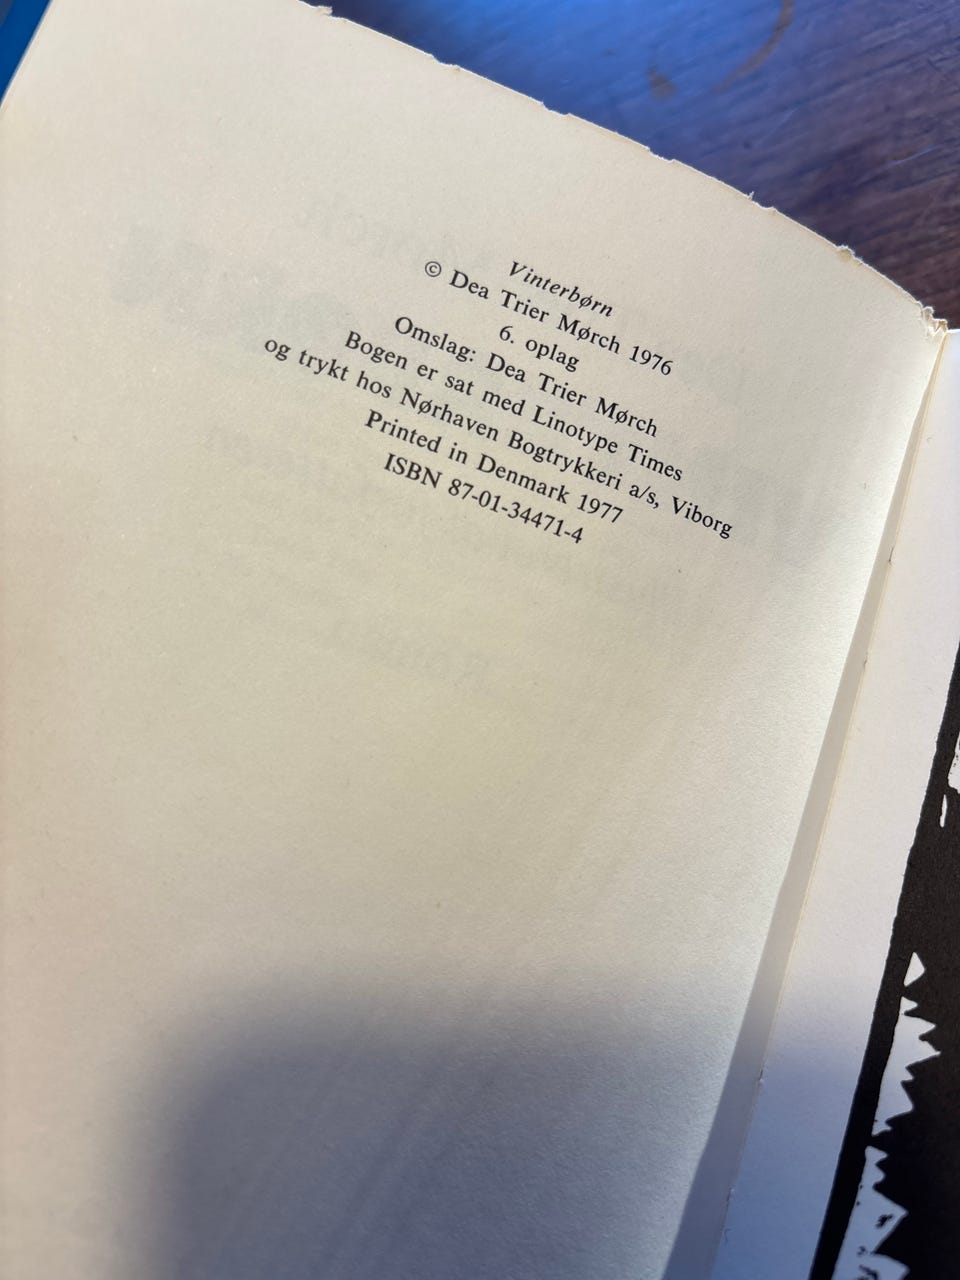 Vinterbørn
© Dea Trier Mørch 1976
6. oplag
Omslag: Dea Trier Mørch
Bogen er sat med Linotype Times
og trykt hos Nørhaven Bogtrykkeri a/s, Viborg
Printed in Denmark 1977
ISBN 87-01-34471-4